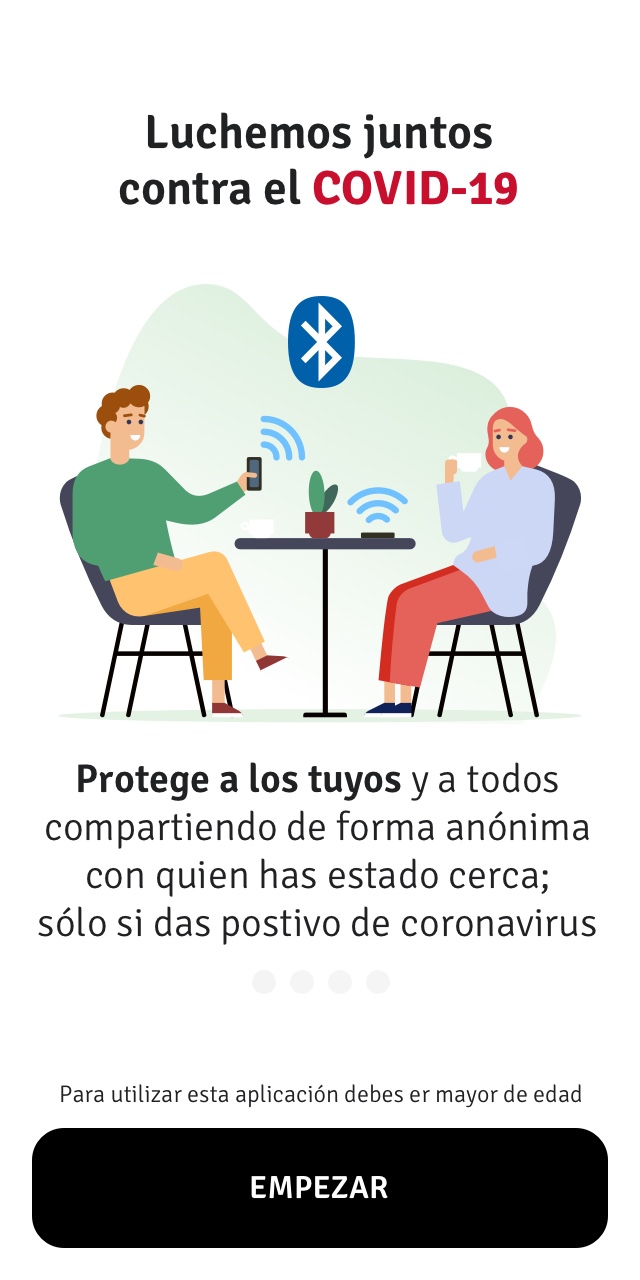 Luchemos juntos
contra el COVID-19
Protege a los tuyos y a todos
compartiendo de forma anónima
con quien has estado cerca;
sólo si das postivo de coronavirus
Para utilizar esta aplicación debes er mayor de edad
EMPEZAR